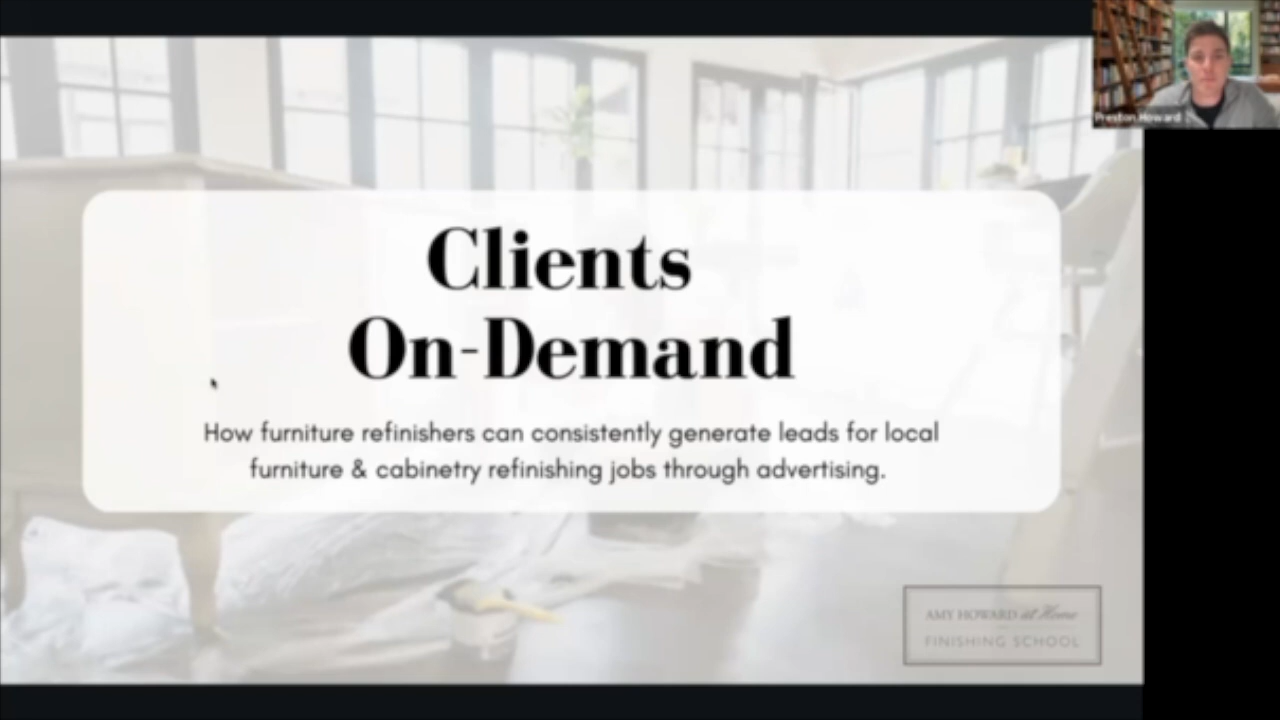 Preston Howard
Clients
On-Demand
How furniture refinishers can consistently generate leads for local
furniture & cabinetry refinishing jobs through advertising.
AMY HOWARD at Home
FINISHING SCHOOL